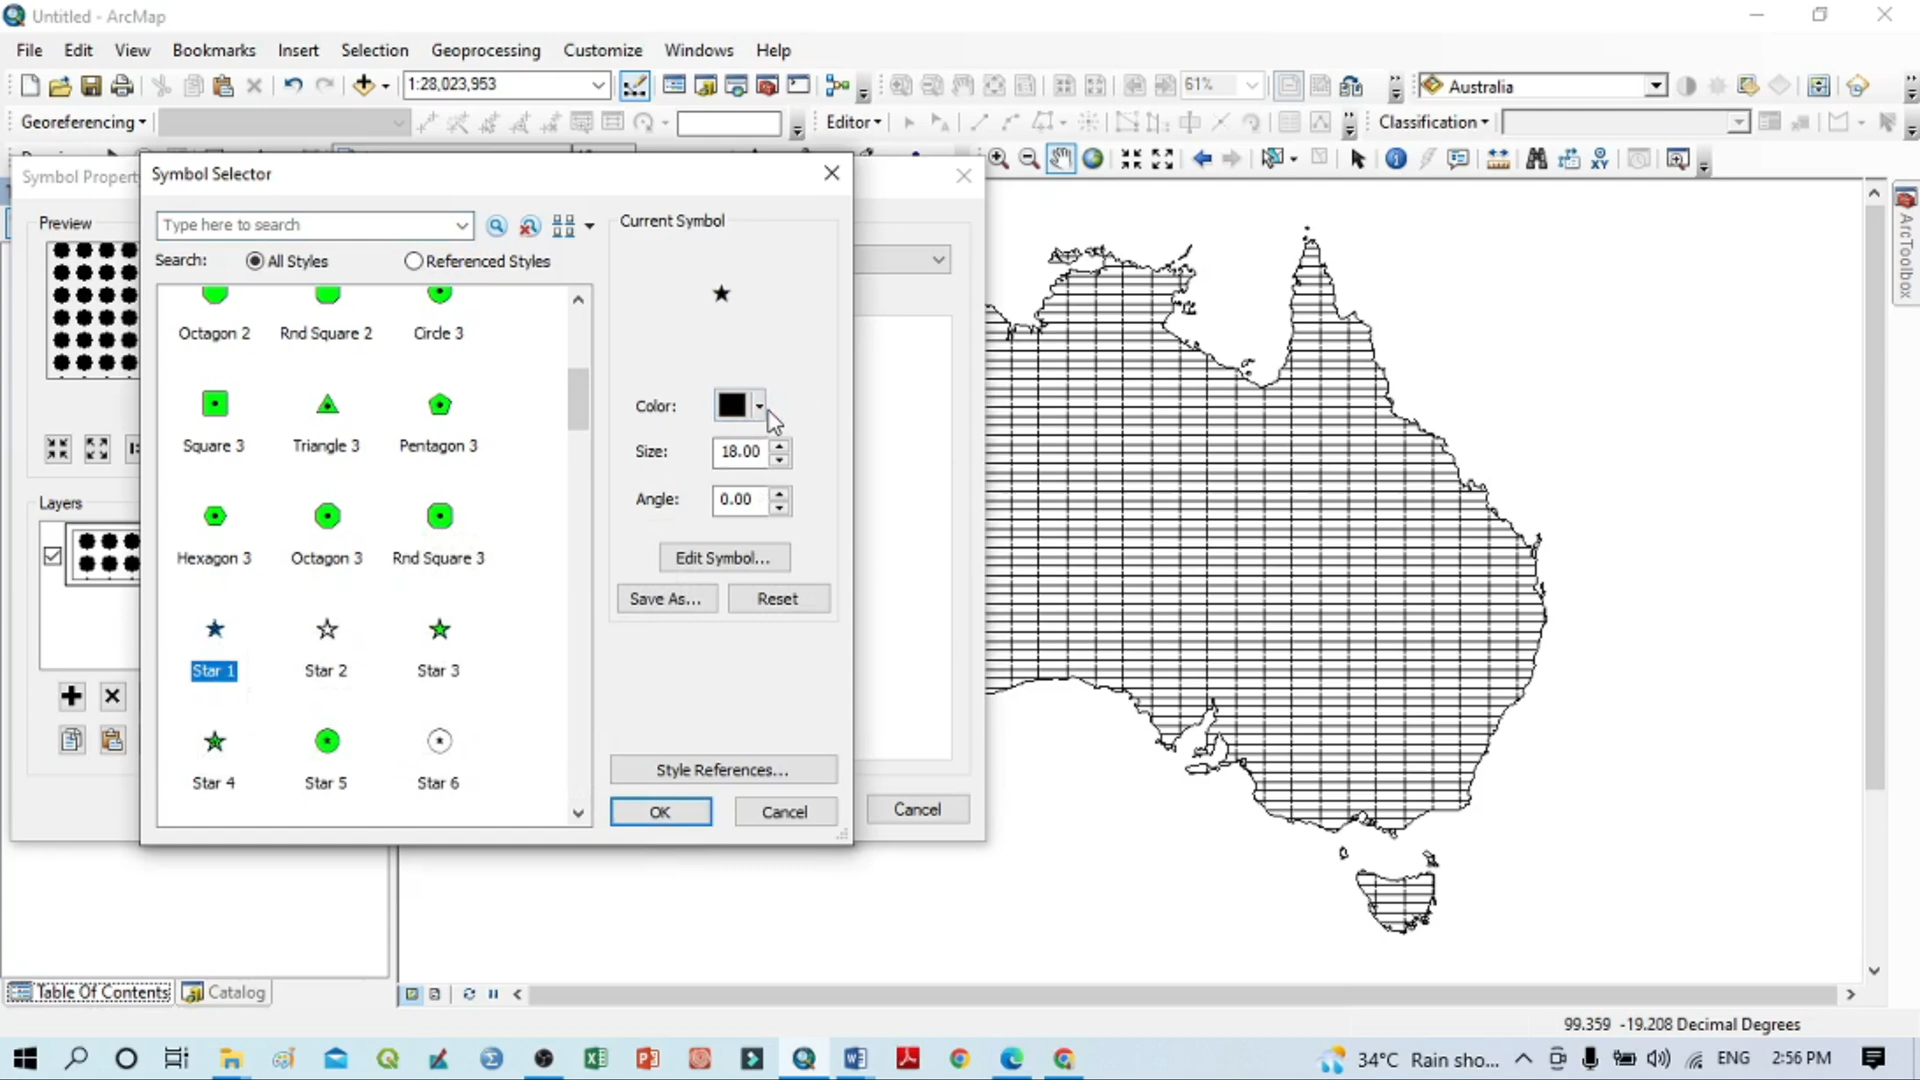 Untitled - ArcMap
File Edit View Bookmarks Insert Selection Geoprocessing Customize Windows Help
1:28,023,953
61%
Australia
Georeferencing
Editor
Classification
Symbol Propert
Symbol Selector
Preview
Type here to search
Current Symbol
Search: All Styles Referenced Styles
Octagon 2 Rnd Square 2 Circle 3
Color:
Square 3 Triangle 3 Pentagon 3
Size: 18.00
Angle: 0.00
Layers
Hexagon 3 Octagon 3 Rnd Square 3
Edit Symbol...
Save As... Reset
Star 1 Star 2 Star 3
Star 4 Star 5 Star 6
Style References...
OK Cancel
Cancel
ArcToolbox
Table Of Contents Catalog
99.359 -19.208 Decimal Degrees
34°C Rain sho... ENG 2:56 PM